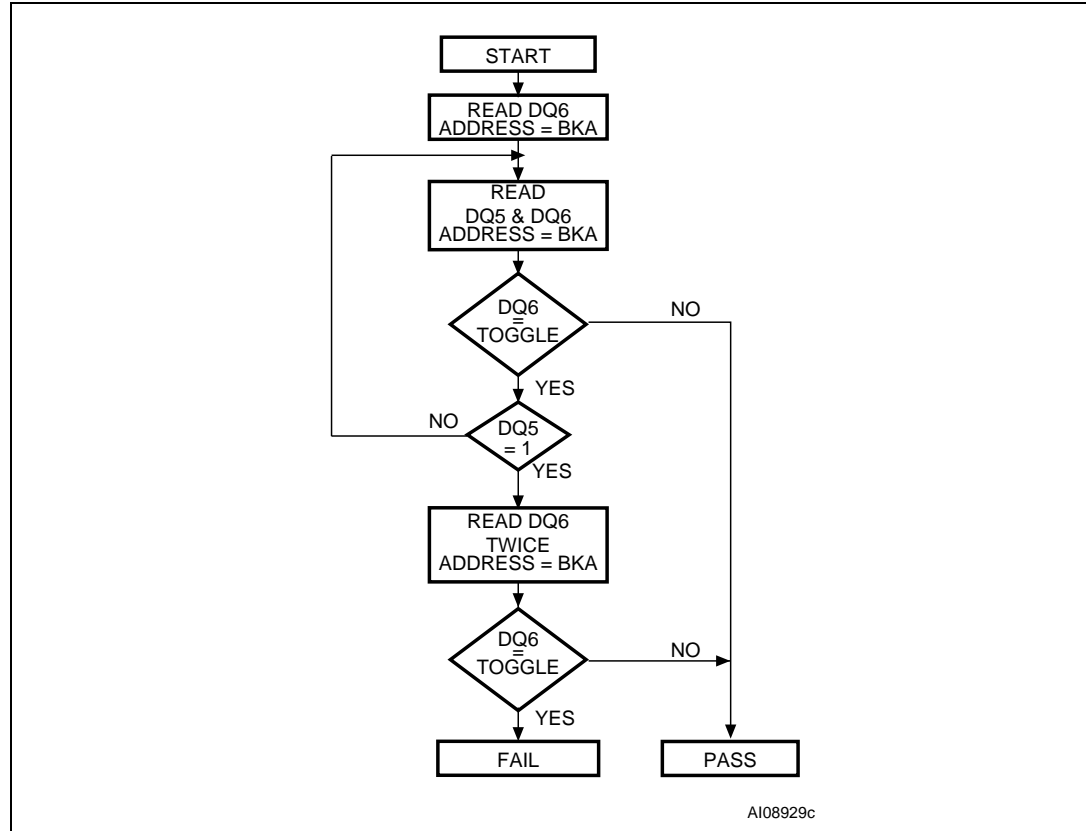 START
READ DQ6
ADDRESS = BKA
READ
DQ5 & DQ6
ADDRESS = BKA
DQ6
=
TOGGLE
NO
YES
NO
DQ5
= 1
YES
READ DQ6
TWICE
ADDRESS = BKA
DQ6
=
TOGGLE
NO
YES
FAIL
PASS
AI08929c